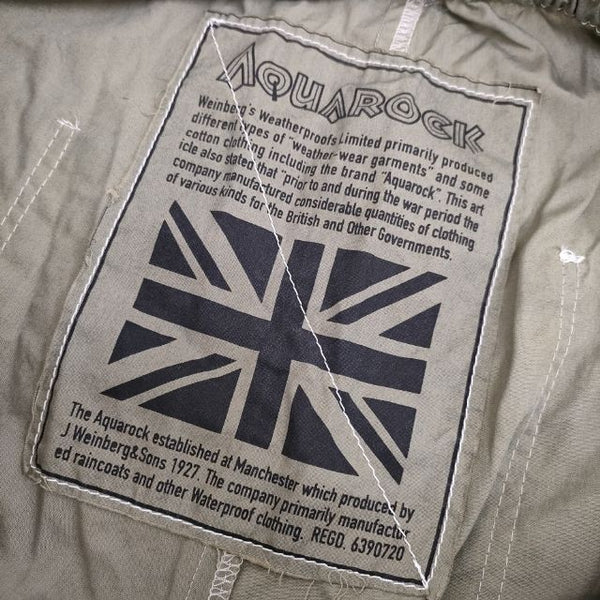 AQUAROCK
Weinberg's Weatherproofs Limited primarily produced
different types of "weather-wear garments" and some
cotton clothing including the brand "Aquarock". This art
icle also stated that "prior to and during the war period the
company manufactured considerable quantities of clothing
of various kinds for the British and Other Governments.
The Aquarock established at Manchester which produced by
J Weinberg&Sons 1927. The company primarily manufactur
ed raincoats and other Waterproof clothing. REGD. 6390720